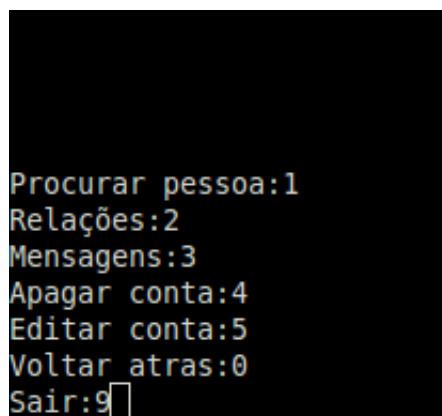 Procurar pessoa:1
Relações:2
Mensagens:3
Apagar conta:4
Editar conta:5
Voltar atras:0
Sair:9